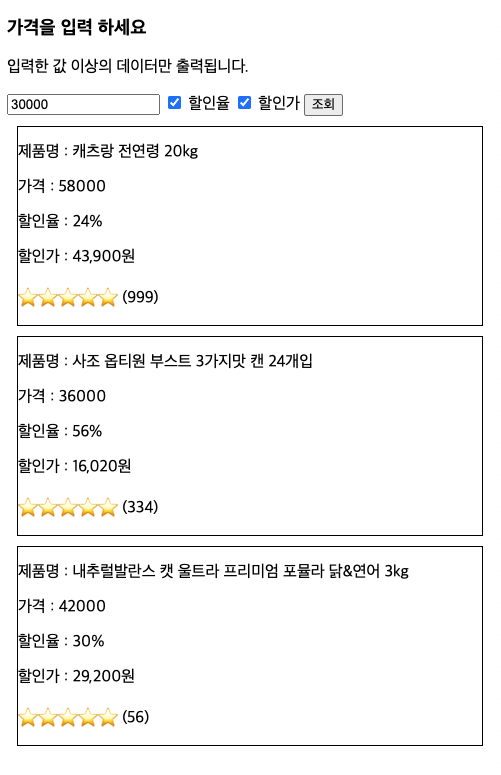 가격을 입력 하세요
입력한 값 이상의 데이터만 출력됩니다.
30000 할인율 할인가 조회
제품명 : 캐츠랑 전연령 20kg
가격 : 58000
할인율 : 24%
할인가 : 43,900원
(999)
제품명 : 사조 옵티원 부스트 3가지맛 캔 24개입
가격 : 36000
할인율 : 56%
할인가 : 16,020원
(334)
제품명 : 내추럴발란스 캣 울트라 프리미엄 포뮬라 닭&연어 3kg
가격 : 42000
할인율 : 30%
할인가 : 29,200원
(56)